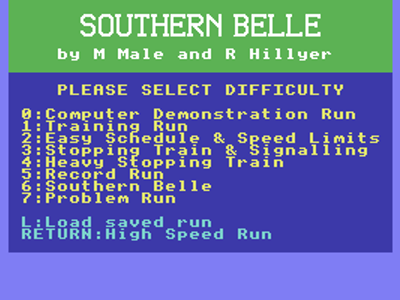 SOUTHERN BELLE
by M Male and R Hillyer
PLEASE SELECT DIFFICULTY
0:Computer Demonstration Run
1:Training Run
2:Easy Schedule & Speed Limits
3:Stopping Train & Signalling
4:Heavy Stopping Train
5:Record Run
6:Southern Belle
7:Problem Run
L:Load saved run
RETURN:High Speed Run